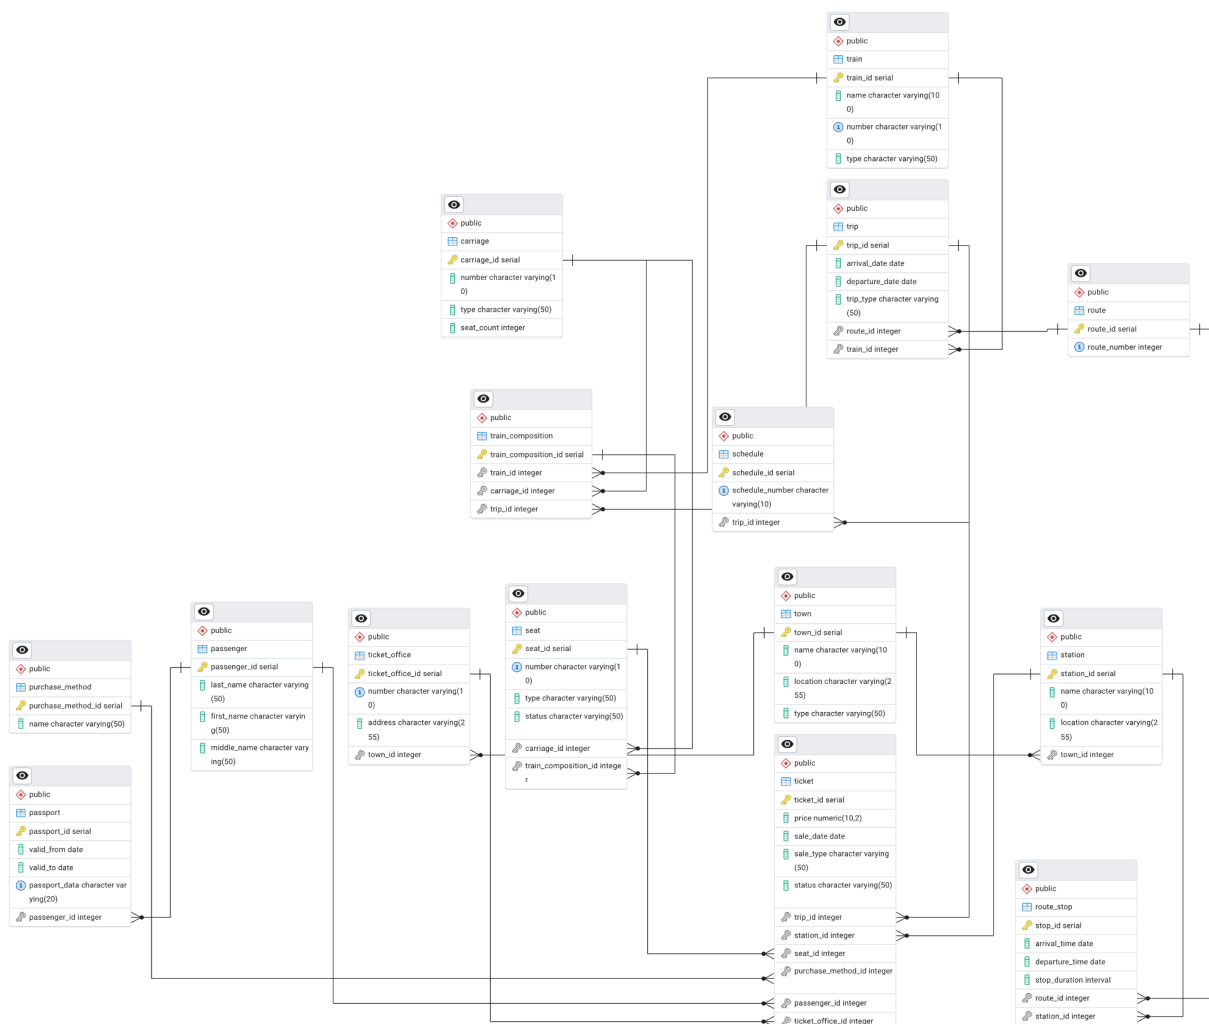 public
train
train_id serial
name character varying(10
0)
number character varying(1
0)
type character varying(50)
public
trip
trip_id serial
arrival_date date
departure_date date
trip_type character varying
(50)
route_id integer
train_id integer
public
carriage
carriage_id serial
number character varying(1
0)
type character varying(50)
seat_count integer
public
route
route_id serial
route_number integer
public
train_composition
train_composition_id serial
train_id integer
carriage_id integer
trip_id integer
public
schedule
schedule_id serial
schedule_number character
varying(10)
trip_id integer
public
purchase_method
purchase_method_id serial
name character varying(50)
public
passenger
passenger_id serial
last_name character varying
(50)
first_name character varyin
g(50)
middle_name character vary
ing(50)
public
ticket_office
ticket_office_id serial
number character varying(1
0)
address character varying(2
55)
town_id integer
public
seat
seat_id serial
number character varying(1
0)
type character varying(50)
status character varying(50)
carriage_id integer
train_composition_id intege
r
public
town
town_id serial
name character varying(10
0)
location character varying(2
55)
type character varying(50)
public
station
station_id serial
name character varying(10
0)
location character varying(2
55)
town_id integer
public
passport
passport_id serial
valid_from date
valid_to date
passport_data character var
ying(20)
passenger_id integer
public
ticket
ticket_id serial
price numeric(10,2)
sale_date date
sale_type character varying
(50)
status character varying(50)
trip_id integer
station_id integer
seat_id integer
purchase_method_id integer
passenger_id integer
ticket_office_id integer
public
route_stop
stop_id serial
arrival_time date
departure_time date
stop_duration interval
route_id integer
station_id integer